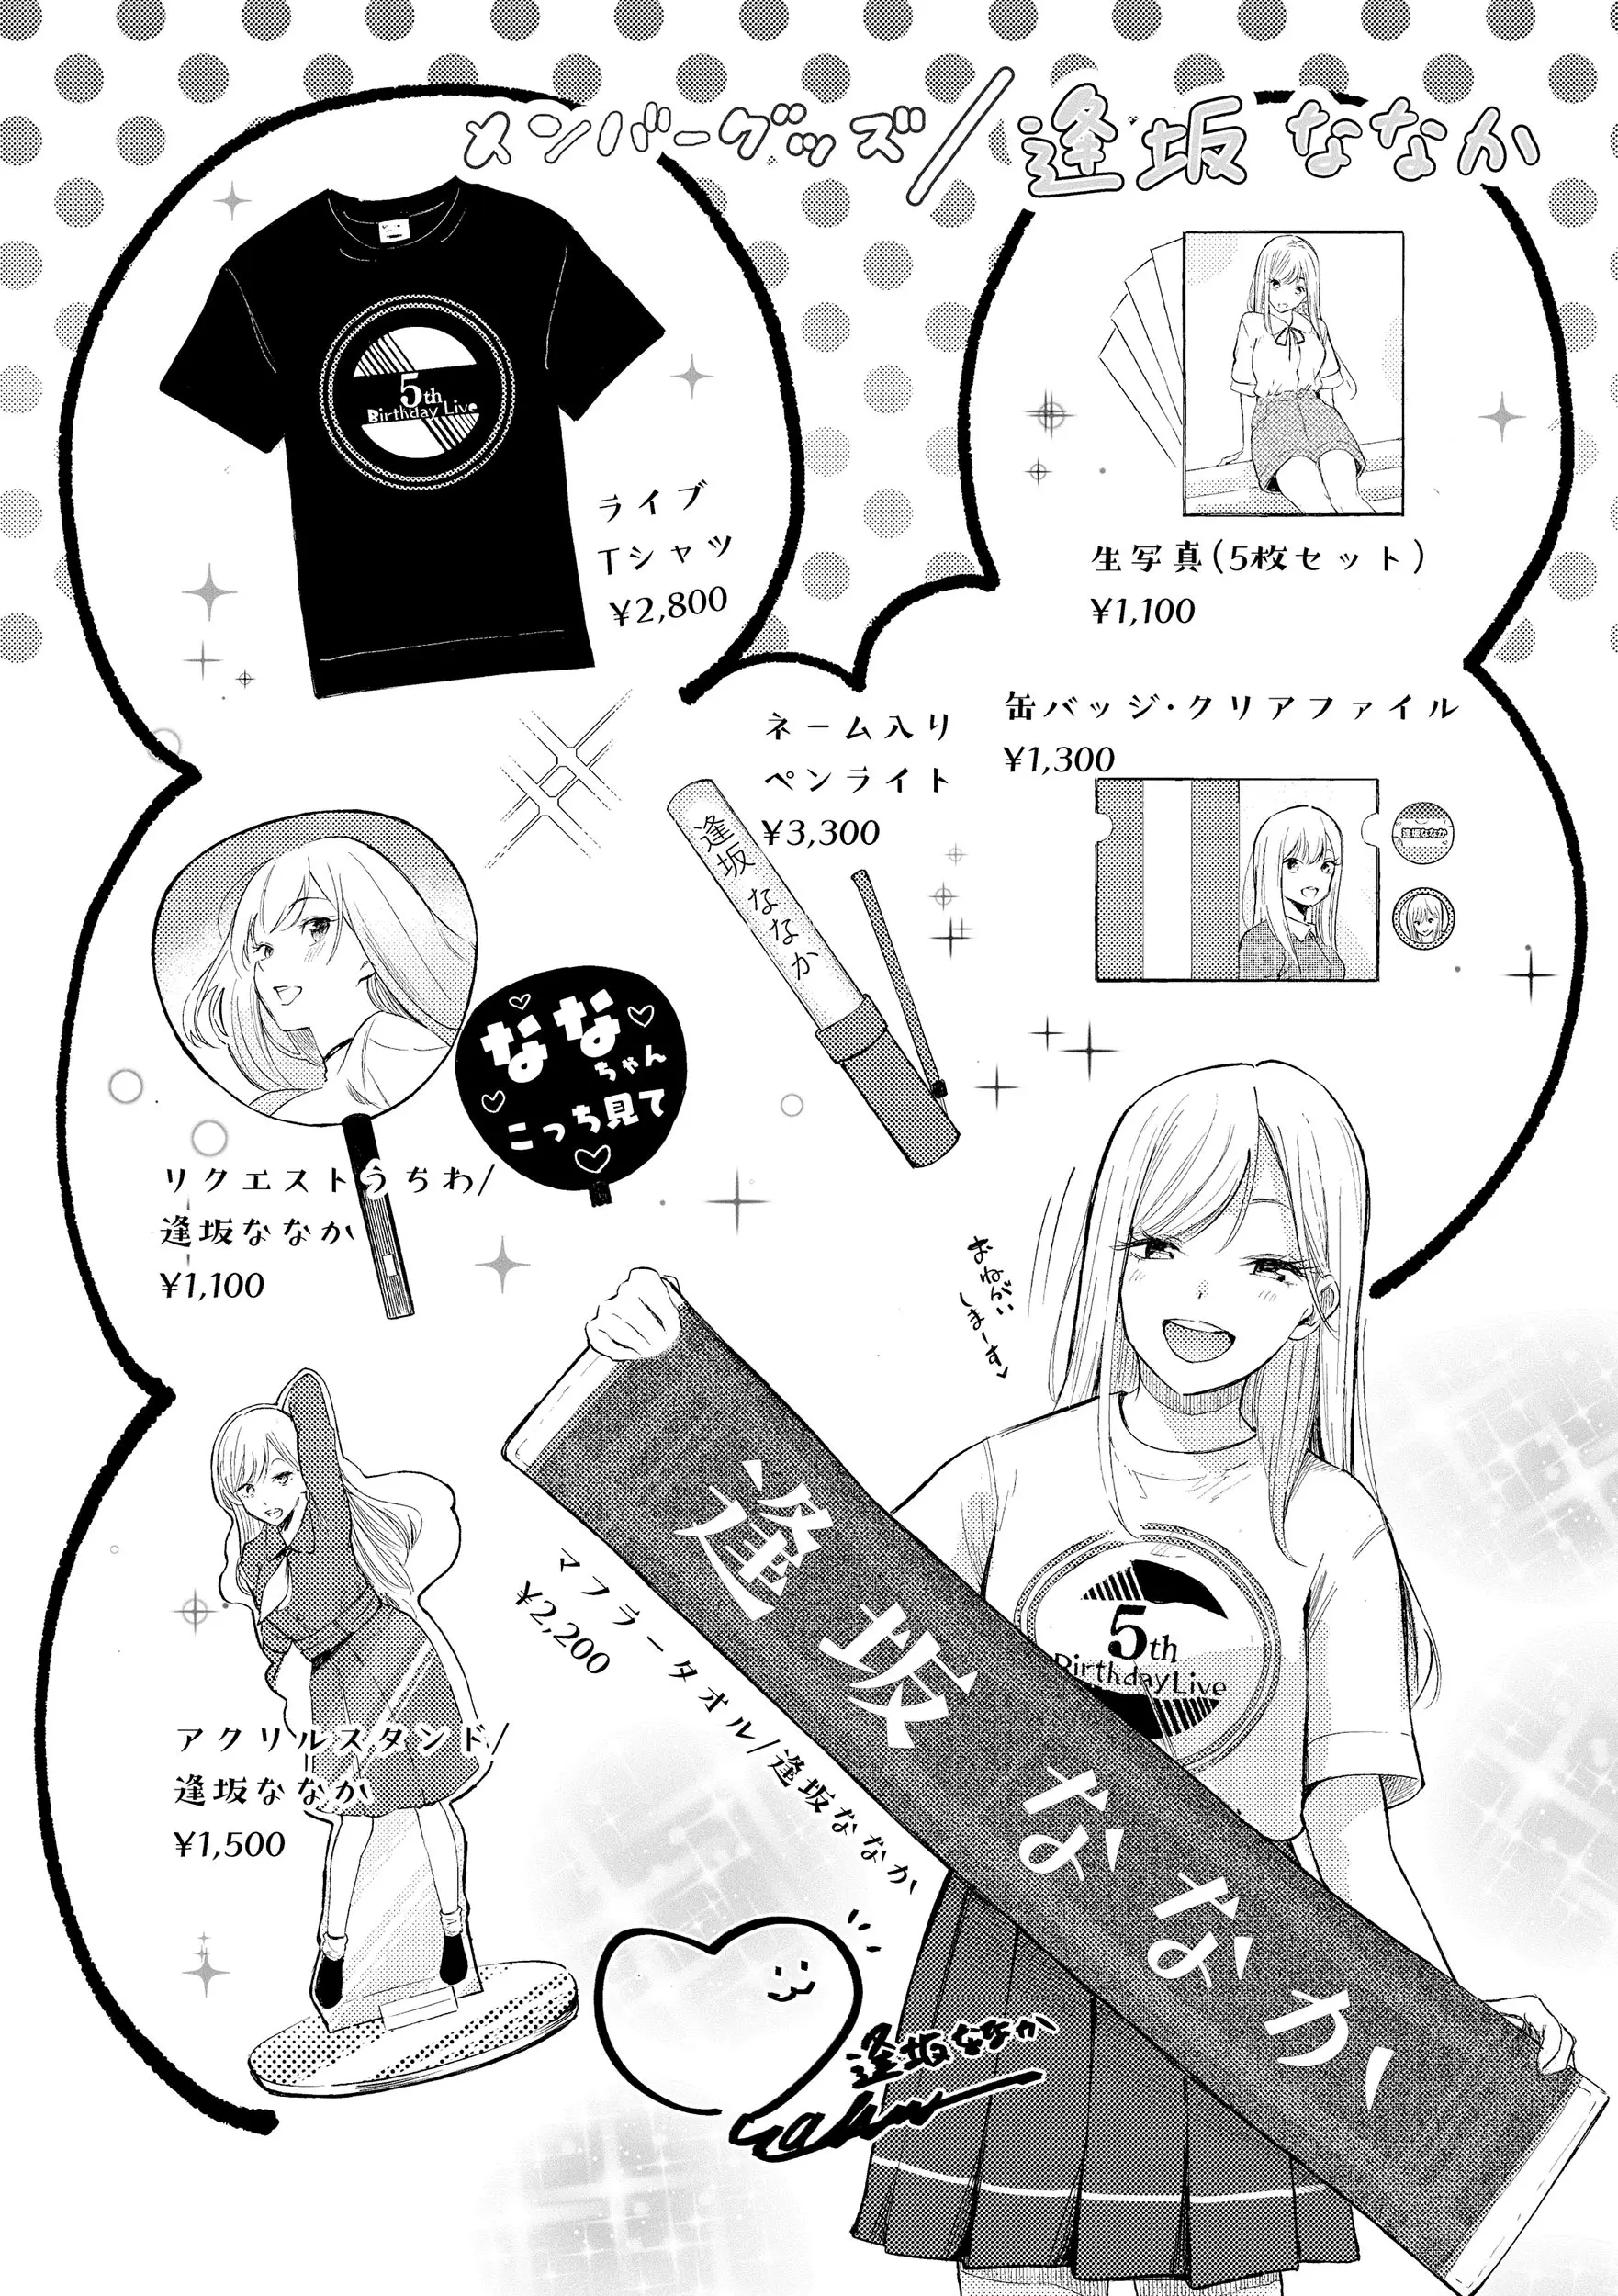 メンバーグッズ/逢坂ななか
5th
Birthday Live
ライブ
Tシャツ
¥2,800
生写真(5枚セット)
¥1,100
缶バッジ・クリアファイル
¥1,300
逢坂ななか
ネーム入り
ペンライト
¥3,300
逢坂ななか
なな
ちゃん
こっち見て
リクエストうちわ/
逢坂ななか
¥1,100
おねがい
しまーす
アクリルスタンド/
逢坂ななか
¥1,500
マフラータオル/逢坂ななか
¥2,200
逢坂ななか
5th
Birthday Live
逢坂ななか